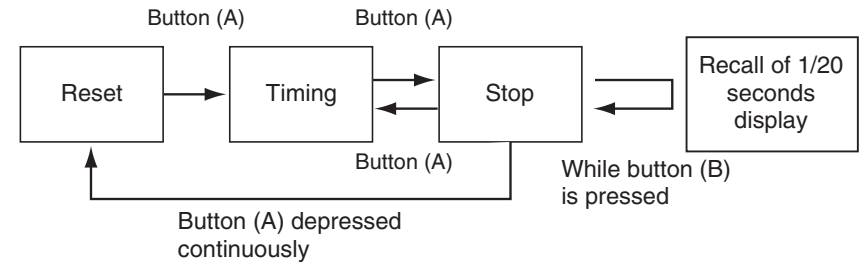 Button (A)
Button (A)
Reset
Timing
Stop
Recall of 1/20
seconds
display
Button (A)
While button (B)
is pressed
Button (A) depressed
continuously